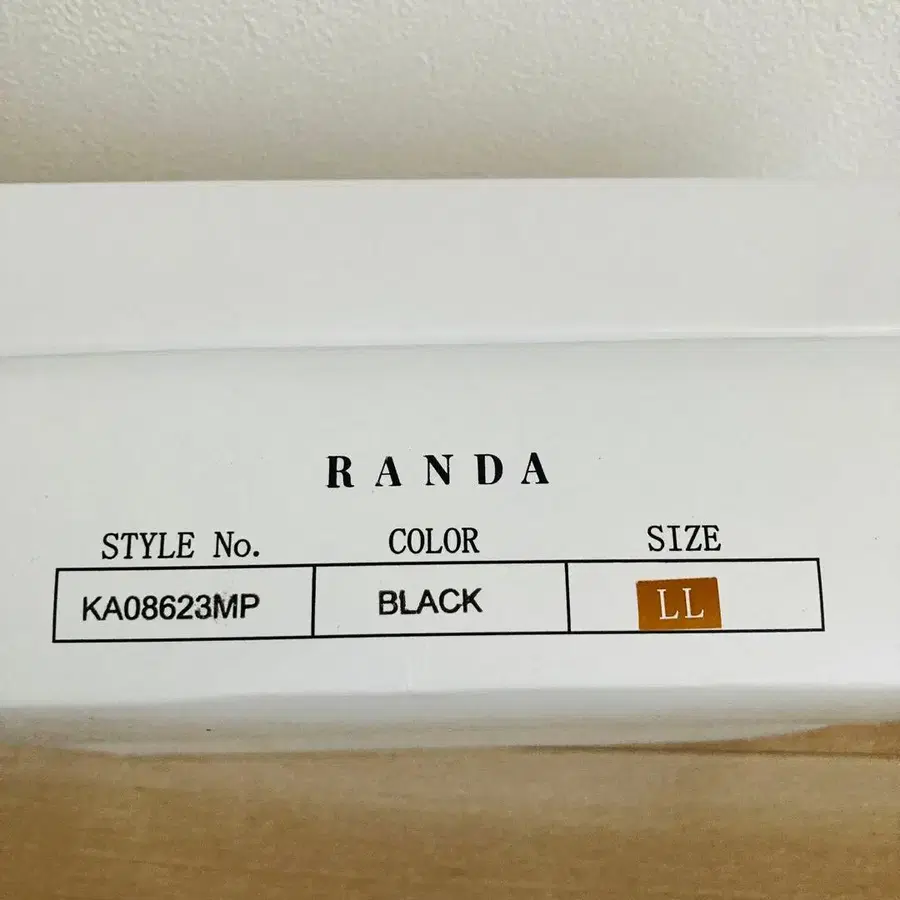 RANDA
STYLE No. COLOR SIZE
KA08623MP BLACK LL